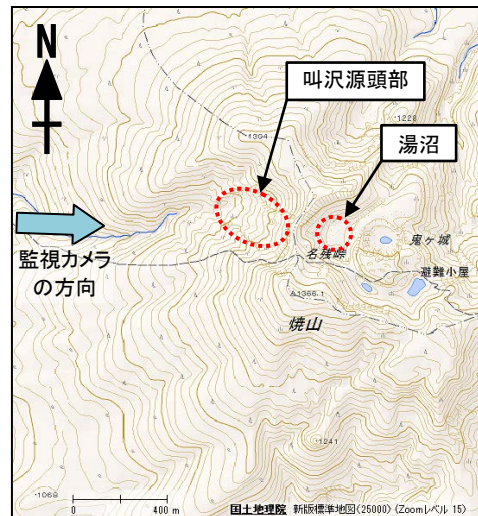 N
叫沢源頭部
・1228
・1304
湯沼
監視カメラ
の方向
鬼ヶ城
名残峠
避難小屋
△1366.1
焼山
・1241
・1068
0 400 m
国土地理院 新版標準地図(25000) (Zoomレベル 15)